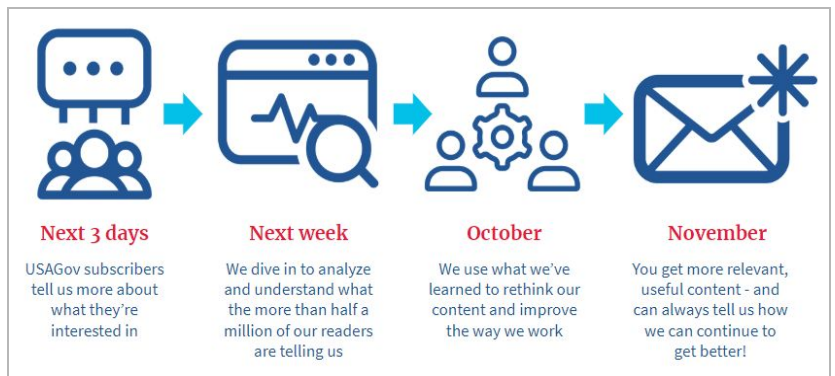 Next 3 days
USAGov subscribers
tell us more about
what they're
interested in
Next week
We dive in to analyze
and understand what
the more than half a
million of our readers
are telling us
October
We use what we've
learned to rethink our
content and improve
the way we work
November
You get more relevant,
useful content - and
can always tell us how
we can continue to
get better!